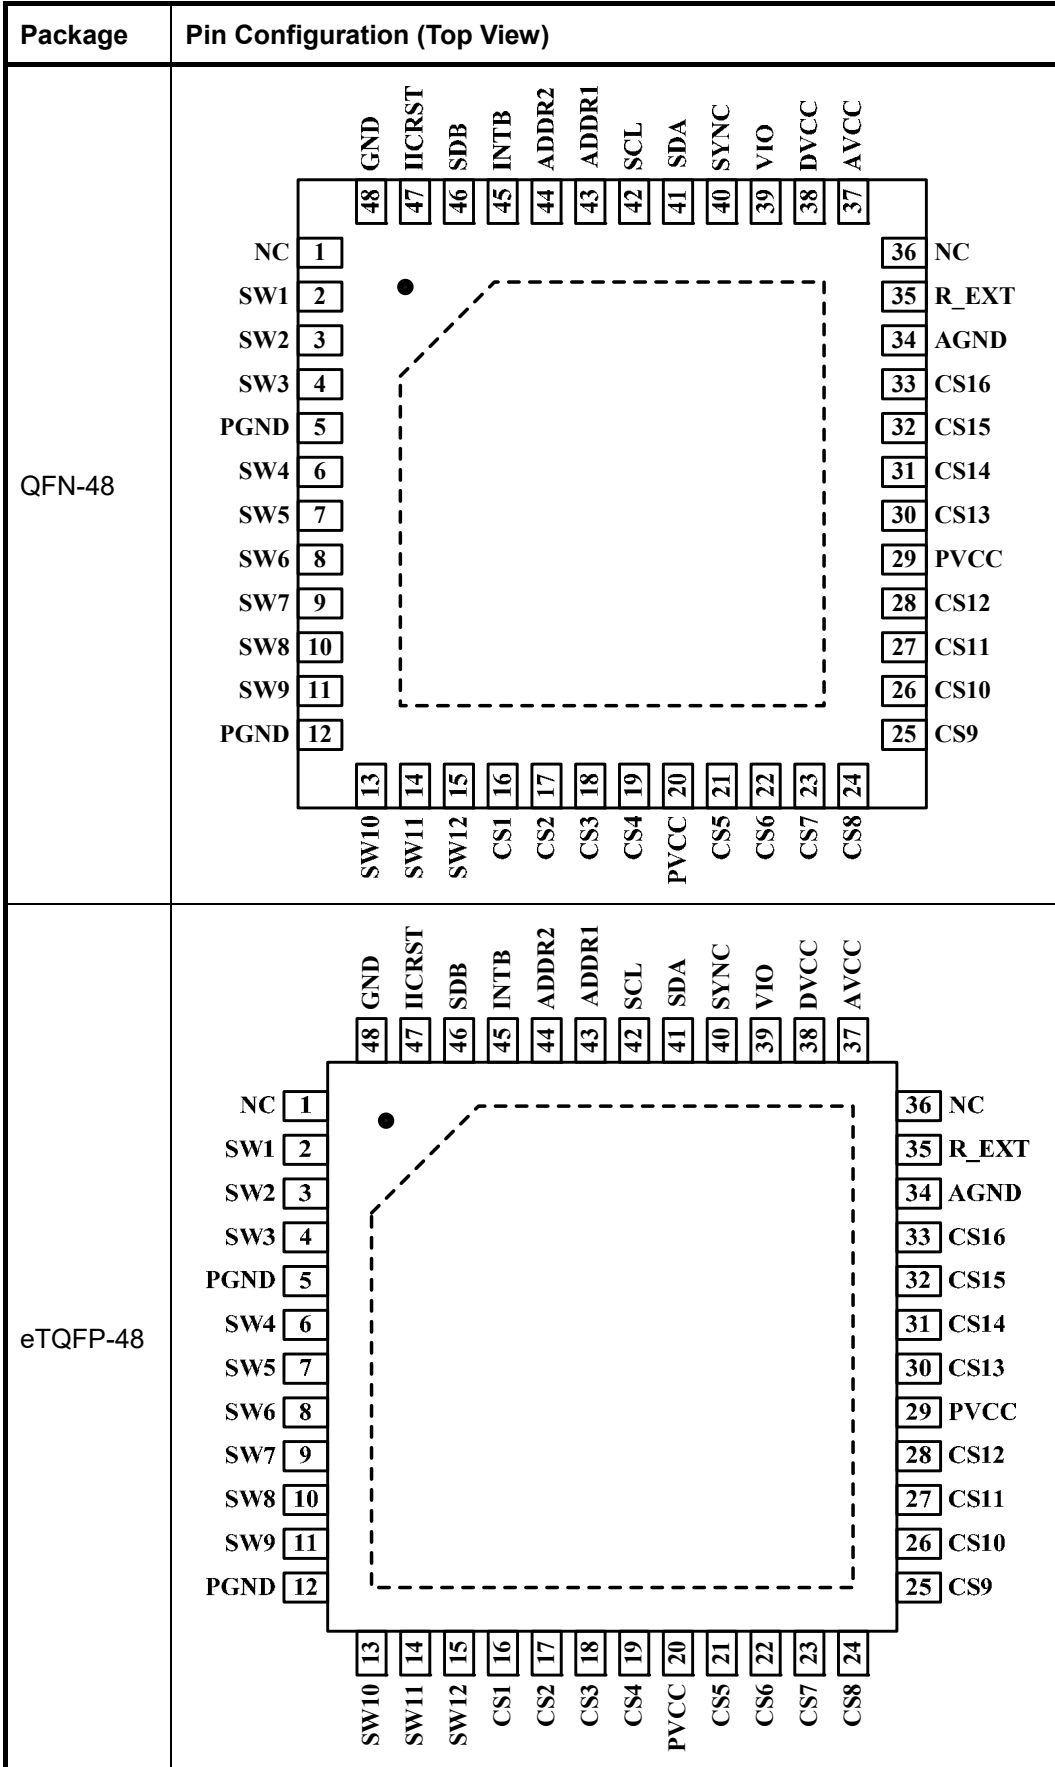 Package Pin Configuration (Top View)
QFN-48
GND IICRST SDB INTB ADDR2 ADDR1 SCL SDA SYNC VIO DVCC AVCC
48 47 46 45 44 43 42 41 40 39 38 37
NC 1 36 NC
SW1 2 35 R_EXT
SW2 3 34 AGND
SW3 4 33 CS16
PGND 5 32 CS15
SW4 6 31 CS14
SW5 7 30 CS13
SW6 8 29 PVCC
SW7 9 28 CS12
SW8 10 27 CS11
SW9 11 26 CS10
PGND 12 25 CS9
13 14 15 16 17 18 19 20 21 22 23 24
SW10 SW11 SW12 CS1 CS2 CS3 CS4 PVCC CS5 CS6 CS7 CS8
eTQFP-48
GND IICRST SDB INTB ADDR2 ADDR1 SCL SDA SYNC VIO DVCC AVCC
48 47 46 45 44 43 42 41 40 39 38 37
NC 1 36 NC
SW1 2 35 R_EXT
SW2 3 34 AGND
SW3 4 33 CS16
PGND 5 32 CS15
SW4 6 31 CS14
SW5 7 30 CS13
SW6 8 29 PVCC
SW7 9 28 CS12
SW8 10 27 CS11
SW9 11 26 CS10
PGND 12 25 CS9
13 14 15 16 17 18 19 20 21 22 23 24
SW10 SW11 SW12 CS1 CS2 CS3 CS4 PVCC CS5 CS6 CS7 CS8